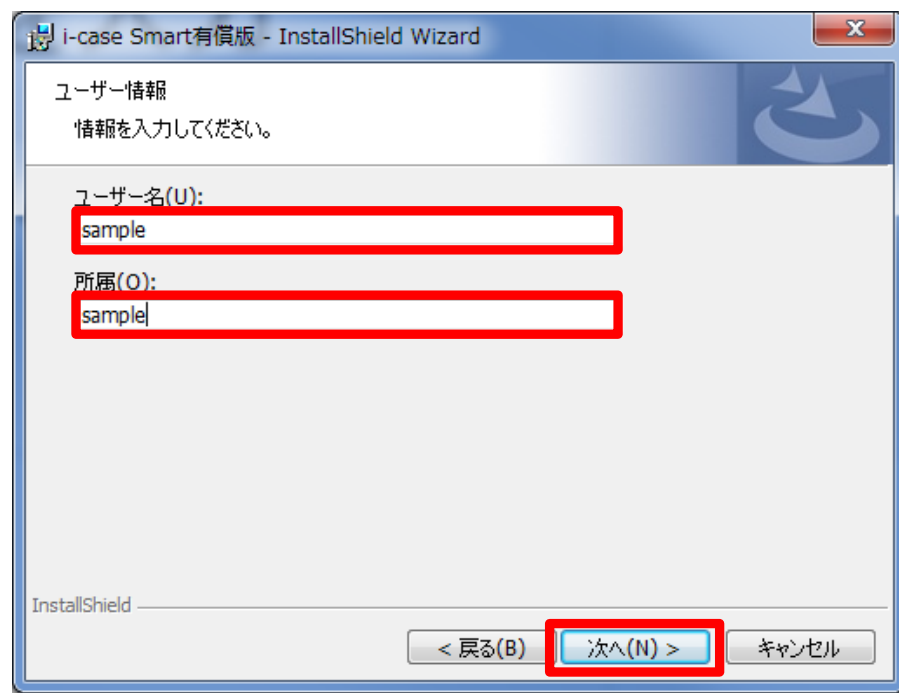 i-case Smart有償版 - InstallShield Wizard
ユーザー情報
情報を入力してください。
ユーザー名(U):
sample
所属(O):
sample
InstallShield
< 戻る(B) 次へ(N) > キャンセル